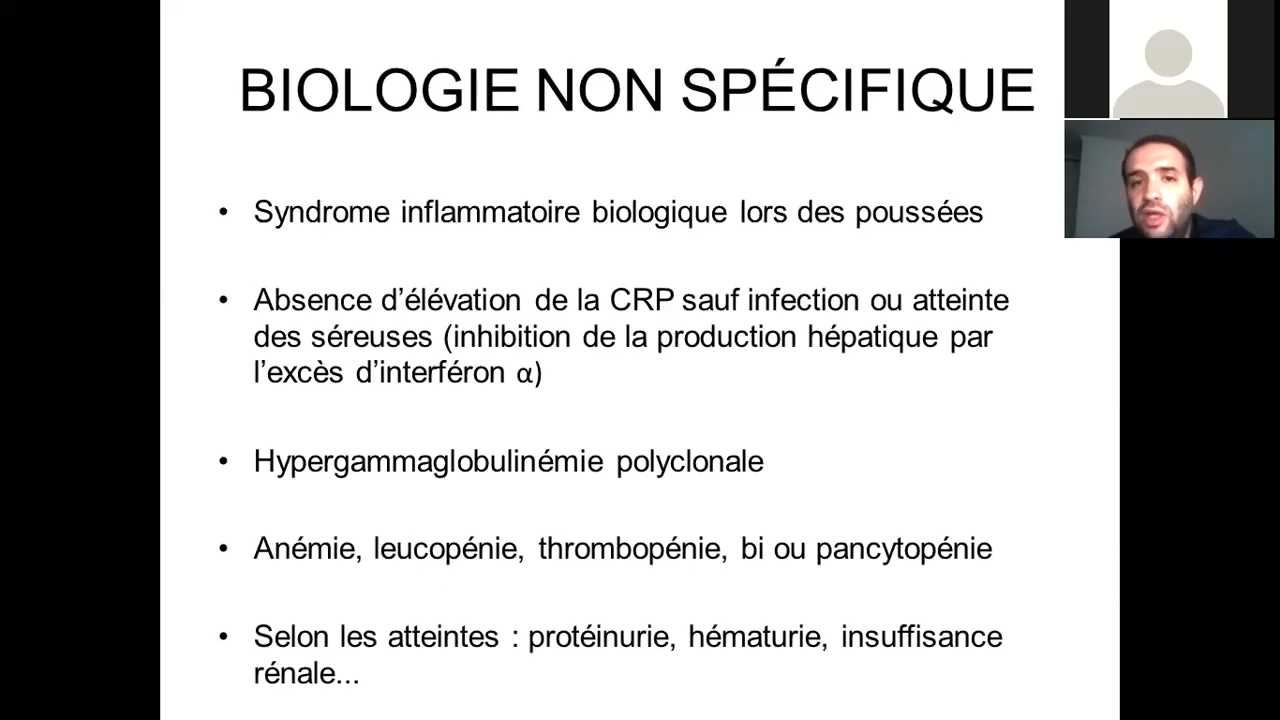 BIOLOGIE NON SPÉCIFIQUE
• Syndrome inflammatoire biologique lors des poussées
• Absence d’élévation de la CRP sauf infection ou atteinte
des séreuses (inhibition de la production hépatique par
l’excès d’interféron α)
• Hypergammaglobulinémie polyclonale
• Anémie, leucopénie, thrombopénie, bi ou pancytopénie
• Selon les atteintes : protéinurie, hématurie, insuffisance
rénale...